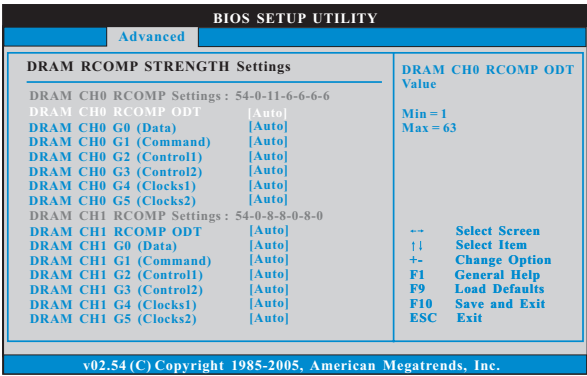 BIOS SETUP UTILITY
Advanced
DRAM RCOMP STRENGTH Settings
DRAM CH0 RCOMP Settings : 54-0-11-6-6-6-6
DRAM CH0 RCOMP ODT [Auto]
DRAM CH0 G0 (Data) [Auto]
DRAM CH0 G1 (Command) [Auto]
DRAM CH0 G2 (Control1) [Auto]
DRAM CH0 G3 (Control2) [Auto]
DRAM CH0 G4 (Clocks1) [Auto]
DRAM CH0 G5 (Clocks2) [Auto]
DRAM CH1 RCOMP Settings : 54-0-8-8-0-8-0
DRAM CH1 RCOMP ODT [Auto]
DRAM CH1 G0 (Data) [Auto]
DRAM CH1 G1 (Command) [Auto]
DRAM CH1 G2 (Control1) [Auto]
DRAM CH1 G3 (Control2) [Auto]
DRAM CH1 G4 (Clocks1) [Auto]
DRAM CH1 G5 (Clocks2) [Auto]
DRAM CH0 RCOMP ODT
Value
Min = 1
Max = 63
←→ Select Screen
↑↓ Select Item
+- Change Option
F1 General Help
F9 Load Defaults
F10 Save and Exit
ESC Exit
v02.54 (C) Copyright 1985-2005, American Megatrends, Inc.